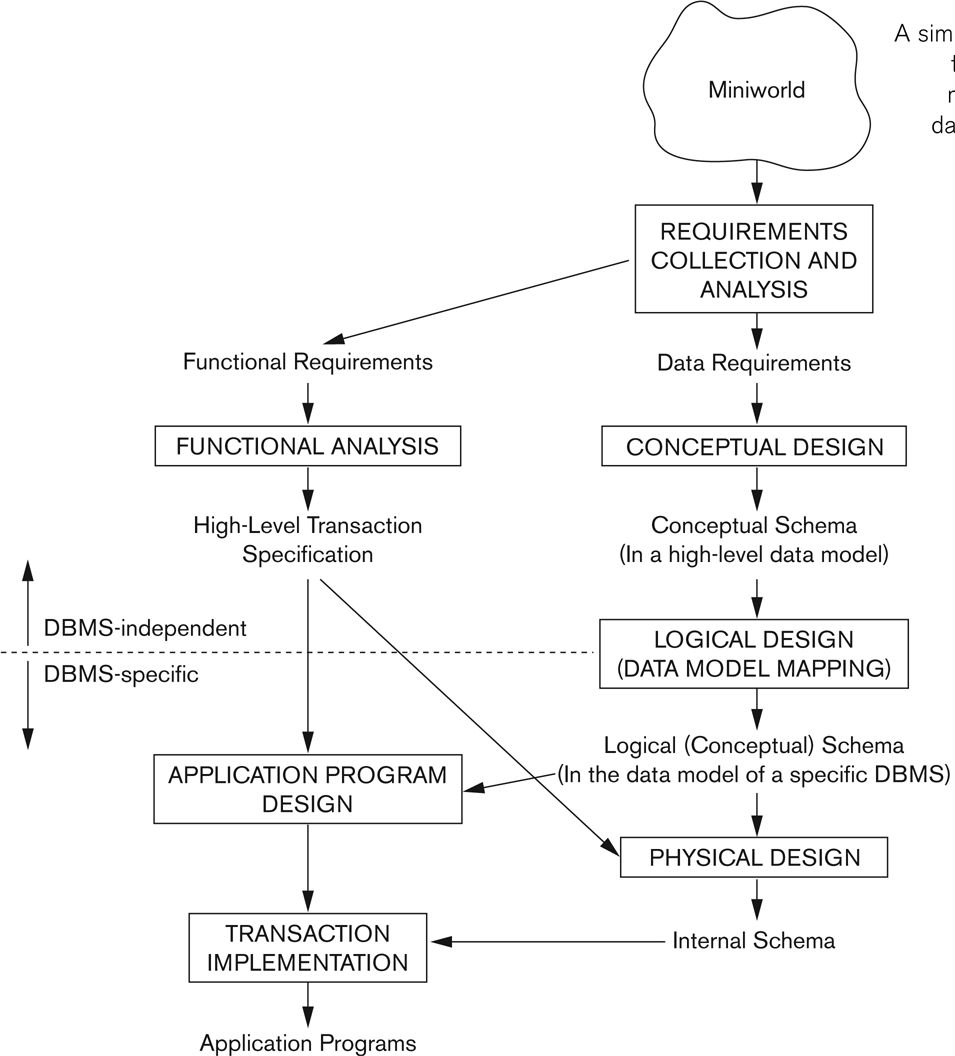 A sim
t
r
da
Miniworld
REQUIREMENTS
COLLECTION AND
ANALYSIS
Functional Requirements
Data Requirements
FUNCTIONAL ANALYSIS
CONCEPTUAL DESIGN
High-Level Transaction
Specification
Conceptual Schema
(In a high-level data model)
DBMS-independent
LOGICAL DESIGN
(DATA MODEL MAPPING)
DBMS-specific
Logical (Conceptual) Schema
(In the data model of a specific DBMS)
APPLICATION PROGRAM
DESIGN
PHYSICAL DESIGN
TRANSACTION
IMPLEMENTATION
Internal Schema
Application Programs